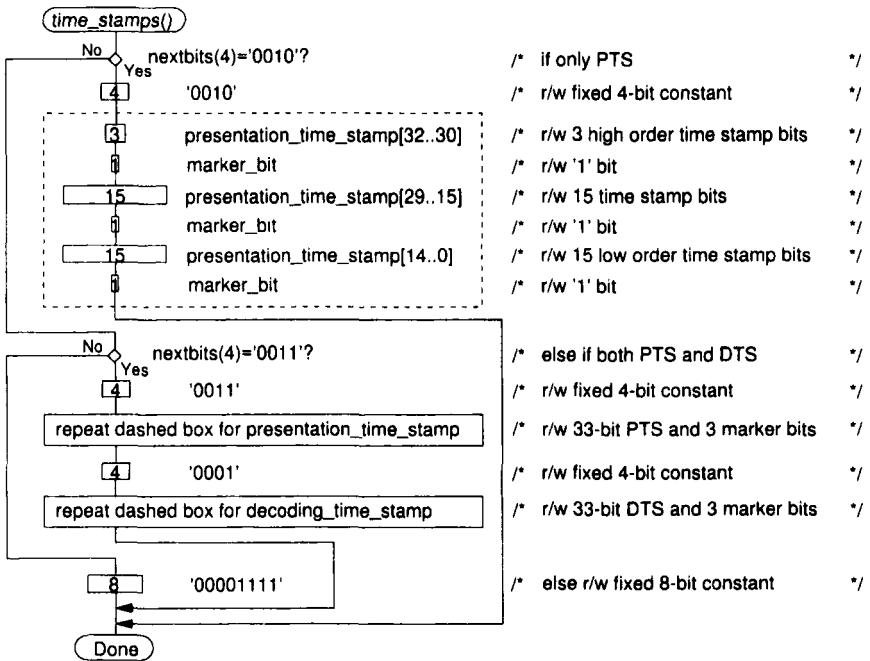 time_stamps()
No nextbits(4)='0010'? /* if only PTS */
Yes
4 '0010' /* r/w fixed 4-bit constant */
3 presentation_time_stamp[32..30] /* r/w 3 high order time stamp bits */
1 marker_bit /* r/w '1' bit */
15 presentation_time_stamp[29..15] /* r/w 15 time stamp bits */
1 marker_bit /* r/w '1' bit */
15 presentation_time_stamp[14..0] /* r/w 15 low order time stamp bits */
1 marker_bit /* r/w '1' bit */
No nextbits(4)='0011'? /* else if both PTS and DTS */
Yes
4 '0011' /* r/w fixed 4-bit constant */
repeat dashed box for presentation_time_stamp /* r/w 33-bit PTS and 3 marker bits */
4 '0001' /* r/w fixed 4-bit constant */
repeat dashed box for decoding_time_stamp /* r/w 33-bit DTS and 3 marker bits */
8 '00001111' /* else r/w fixed 8-bit constant */
Done